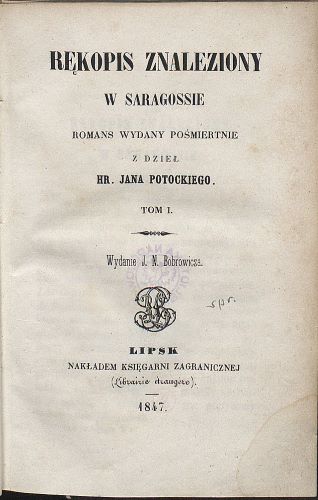 RĘKOPIS ZNALEZIONY
W SARAGOSSIE
ROMANS WYDANY POŚMIERTNIE
Z DZIEŁ
HR. JANA POTOCKIEGO.
TOM I.
Wydanie J. N. Bobrowicza.
LIPSK
NAKŁADEM KSIĘGARNI ZAGRANICZNEJ
(Librairie étrangère).
1847.